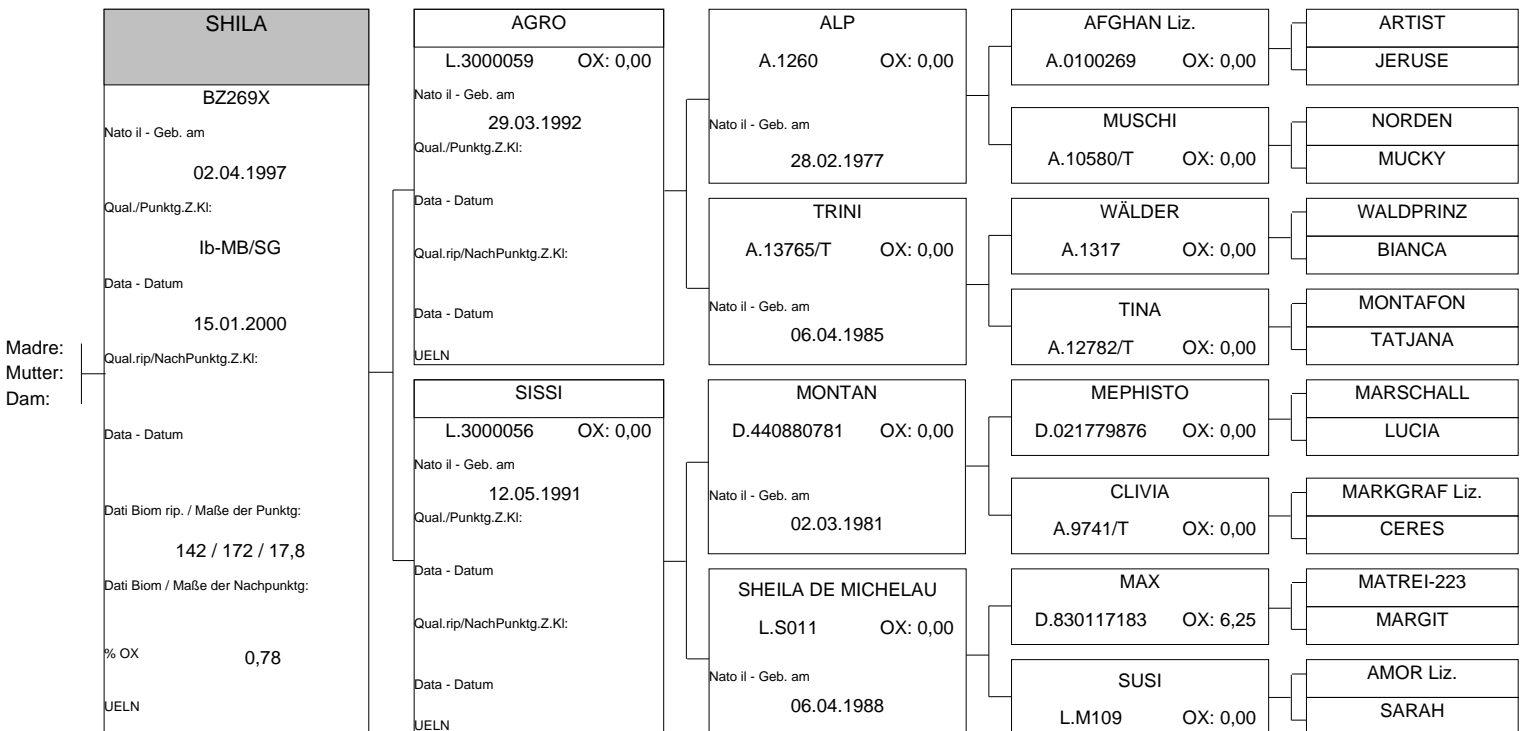 Madre:
Mutter:
Dam:
SHILA
BZ269X
Nato il - Geb. am
02.04.1997
Qual./Punktg.Z.Kl:
Ib-MB/SG
Data - Datum
15.01.2000
Qual.rip/NachPunktg.Z.Kl:
Data - Datum
Dati Biom rip. / Maße der Punktg:
142 / 172 / 17,8
Dati Biom / Maße der Nachpunktg:
% OX 0,78
UELN
AGRO
L.3000059 OX: 0,00
Nato il - Geb. am
29.03.1992
Qual./Punktg.Z.Kl:
Data - Datum
Qual.rip/NachPunktg.Z.Kl:
Data - Datum
UELN
SISSI
L.3000056 OX: 0,00
Nato il - Geb. am
12.05.1991
Qual./Punktg.Z.Kl:
Data - Datum
Qual.rip/NachPunktg.Z.Kl:
Data - Datum
UELN
ALP
A.1260 OX: 0,00
Nato il - Geb. am
28.02.1977
TRINI
A.13765/T OX: 0,00
Nato il - Geb. am
06.04.1985
MONTAN
D.440880781 OX: 0,00
Nato il - Geb. am
02.03.1981
SHEILA DE MICHELAU
L.S011 OX: 0,00
Nato il - Geb. am
06.04.1988
AFGHAN Liz.
A.0100269 OX: 0,00
MUSCHI
A.10580/T OX: 0,00
WÄLDER
A.1317 OX: 0,00
TINA
A.12782/T OX: 0,00
MEPHISTO
D.021779876 OX: 0,00
CLIVIA
A.9741/T OX: 0,00
MAX
D.830117183 OX: 6,25
SUSI
L.M109 OX: 0,00
ARTIST
JERUSE
NORDEN
MUCKY
WALDPRINZ
BIANCA
MONTAFON
TATJANA
MARSCHALL
LUCIA
MARKGRAF Liz.
CERES
MATREI-223
MARGIT
AMOR Liz.
SARAH